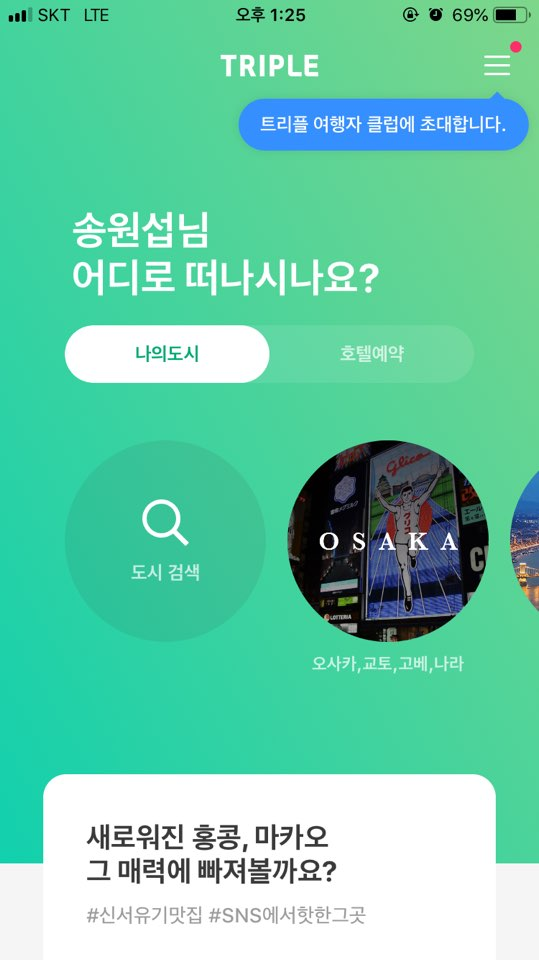 SKT LTE 오후 1:25 69%
TRIPLE
트리플 여행자 클럽에 초대합니다.
송원섭님
어디로 떠나시나요?
나의도시 호텔예약
Glico
OSAKA
LOTTERIA
도시 검색
오사카,교토,고베,나라
새로워진 홍콩, 마카오
그 매력에 빠져볼까요?
#신서유기맛집 #SNS에서핫한그곳